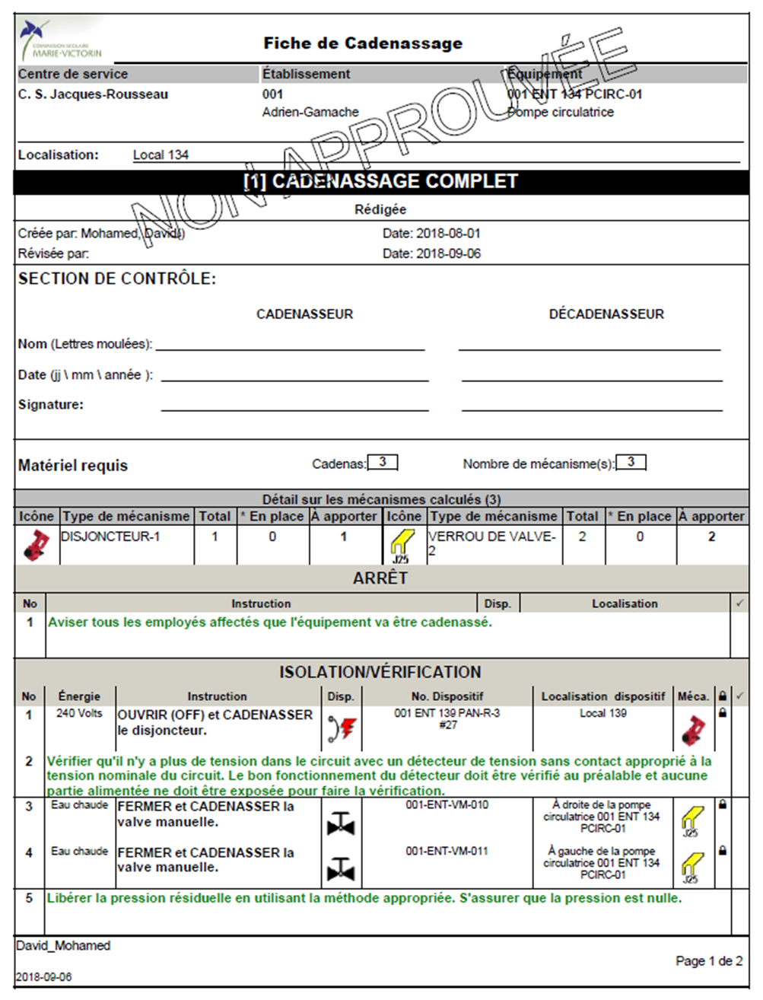 COMMISSION SCOLAIRE
MARIE-VICTORIN
Fiche de Cadenassage
Centre de service Établissement Équipement
C. S. Jacques-Rousseau 001 001 ENT 134 PCIRC-01
Adrien-Gamache Pompe circulatrice
Localisation: Local 134
NON APPROUVÉE
[1] CADENASSAGE COMPLET
Rédigée
Créée par: Mohamed, David() Date: 2018-08-01
Révisée par: Date: 2018-09-06
SECTION DE CONTRÔLE:
CADENASSEUR DÉCADENASSEUR
Nom (Lettres moulées):
Date (jj \ mm \ année ):
Signature:
Matériel requis Cadenas: 3 Nombre de mécanisme(s): 3
Détail sur les mécanismes calculés (3)
Icône Type de mécanisme Total * En place À apporter Icône Type de mécanisme Total * En place À apporter
DISJONCTEUR-1 1 0 1 J25 VERROU DE VALVE- 2 0 2
2
ARRÊT
No Instruction Disp. Localisation ✓
1 Aviser tous les employés affectés que l'équipement va être cadenassé.
ISOLATION/VÉRIFICATION
No Énergie Instruction Disp. No. Dispositif Localisation dispositif Méca. ✓
1 240 Volts OUVRIR (OFF) et CADENASSER 001 ENT 139 PAN-R-3 Local 139
le disjoncteur. #27
2 Vérifier qu'il n'y a plus de tension dans le circuit avec un détecteur de tension sans contact approprié à la
tension nominale du circuit. Le bon fonctionnement du détecteur doit être vérifié au préalable et aucune
partie alimentée ne doit être exposée pour faire la vérification.
3 Eau chaude FERMER et CADENASSER la 001-ENT-VM-010 À droite de la pompe
valve manuelle. circulatrice 001 ENT 134
PCIRC-01 J25
4 Eau chaude FERMER et CADENASSER la 001-ENT-VM-011 À gauche de la pompe
valve manuelle. circulatrice 001 ENT 134
PCIRC-01 J25
5 Libérer la pression résiduelle en utilisant la méthode appropriée. S'assurer que la pression est nulle.
David_Mohamed
Page 1 de 2
2018-09-06